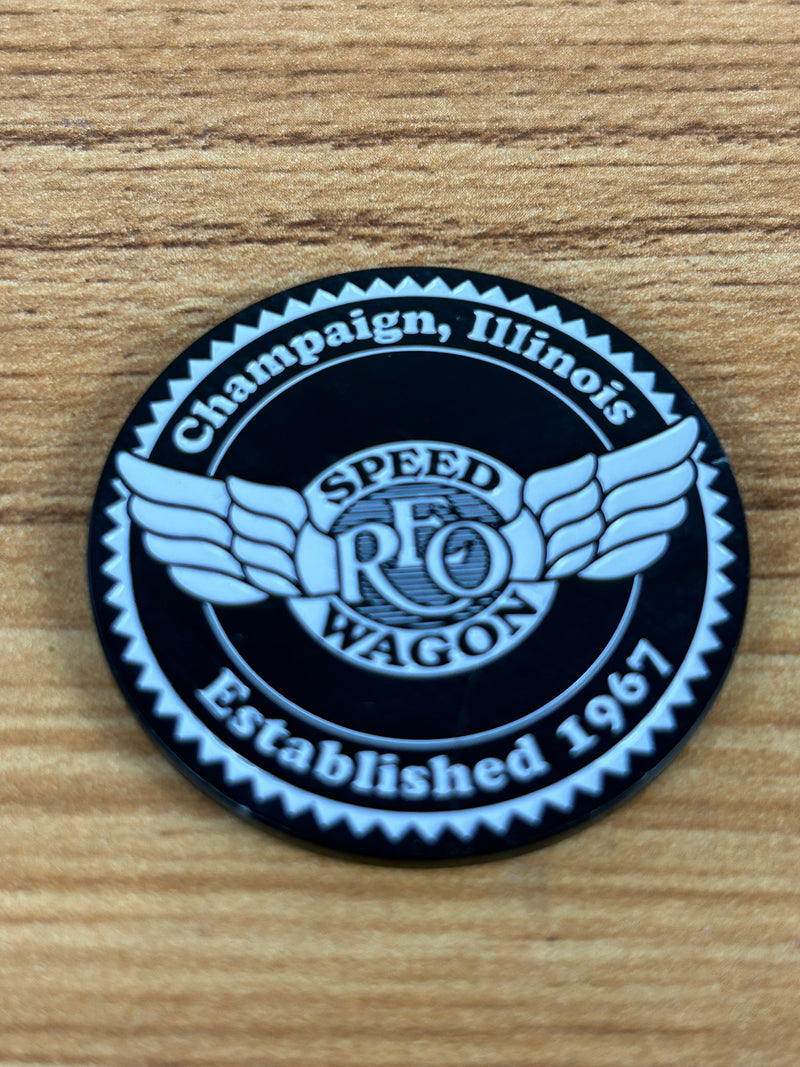 Champaign, Illinois
SPEED
REO
WAGON
Established 1967